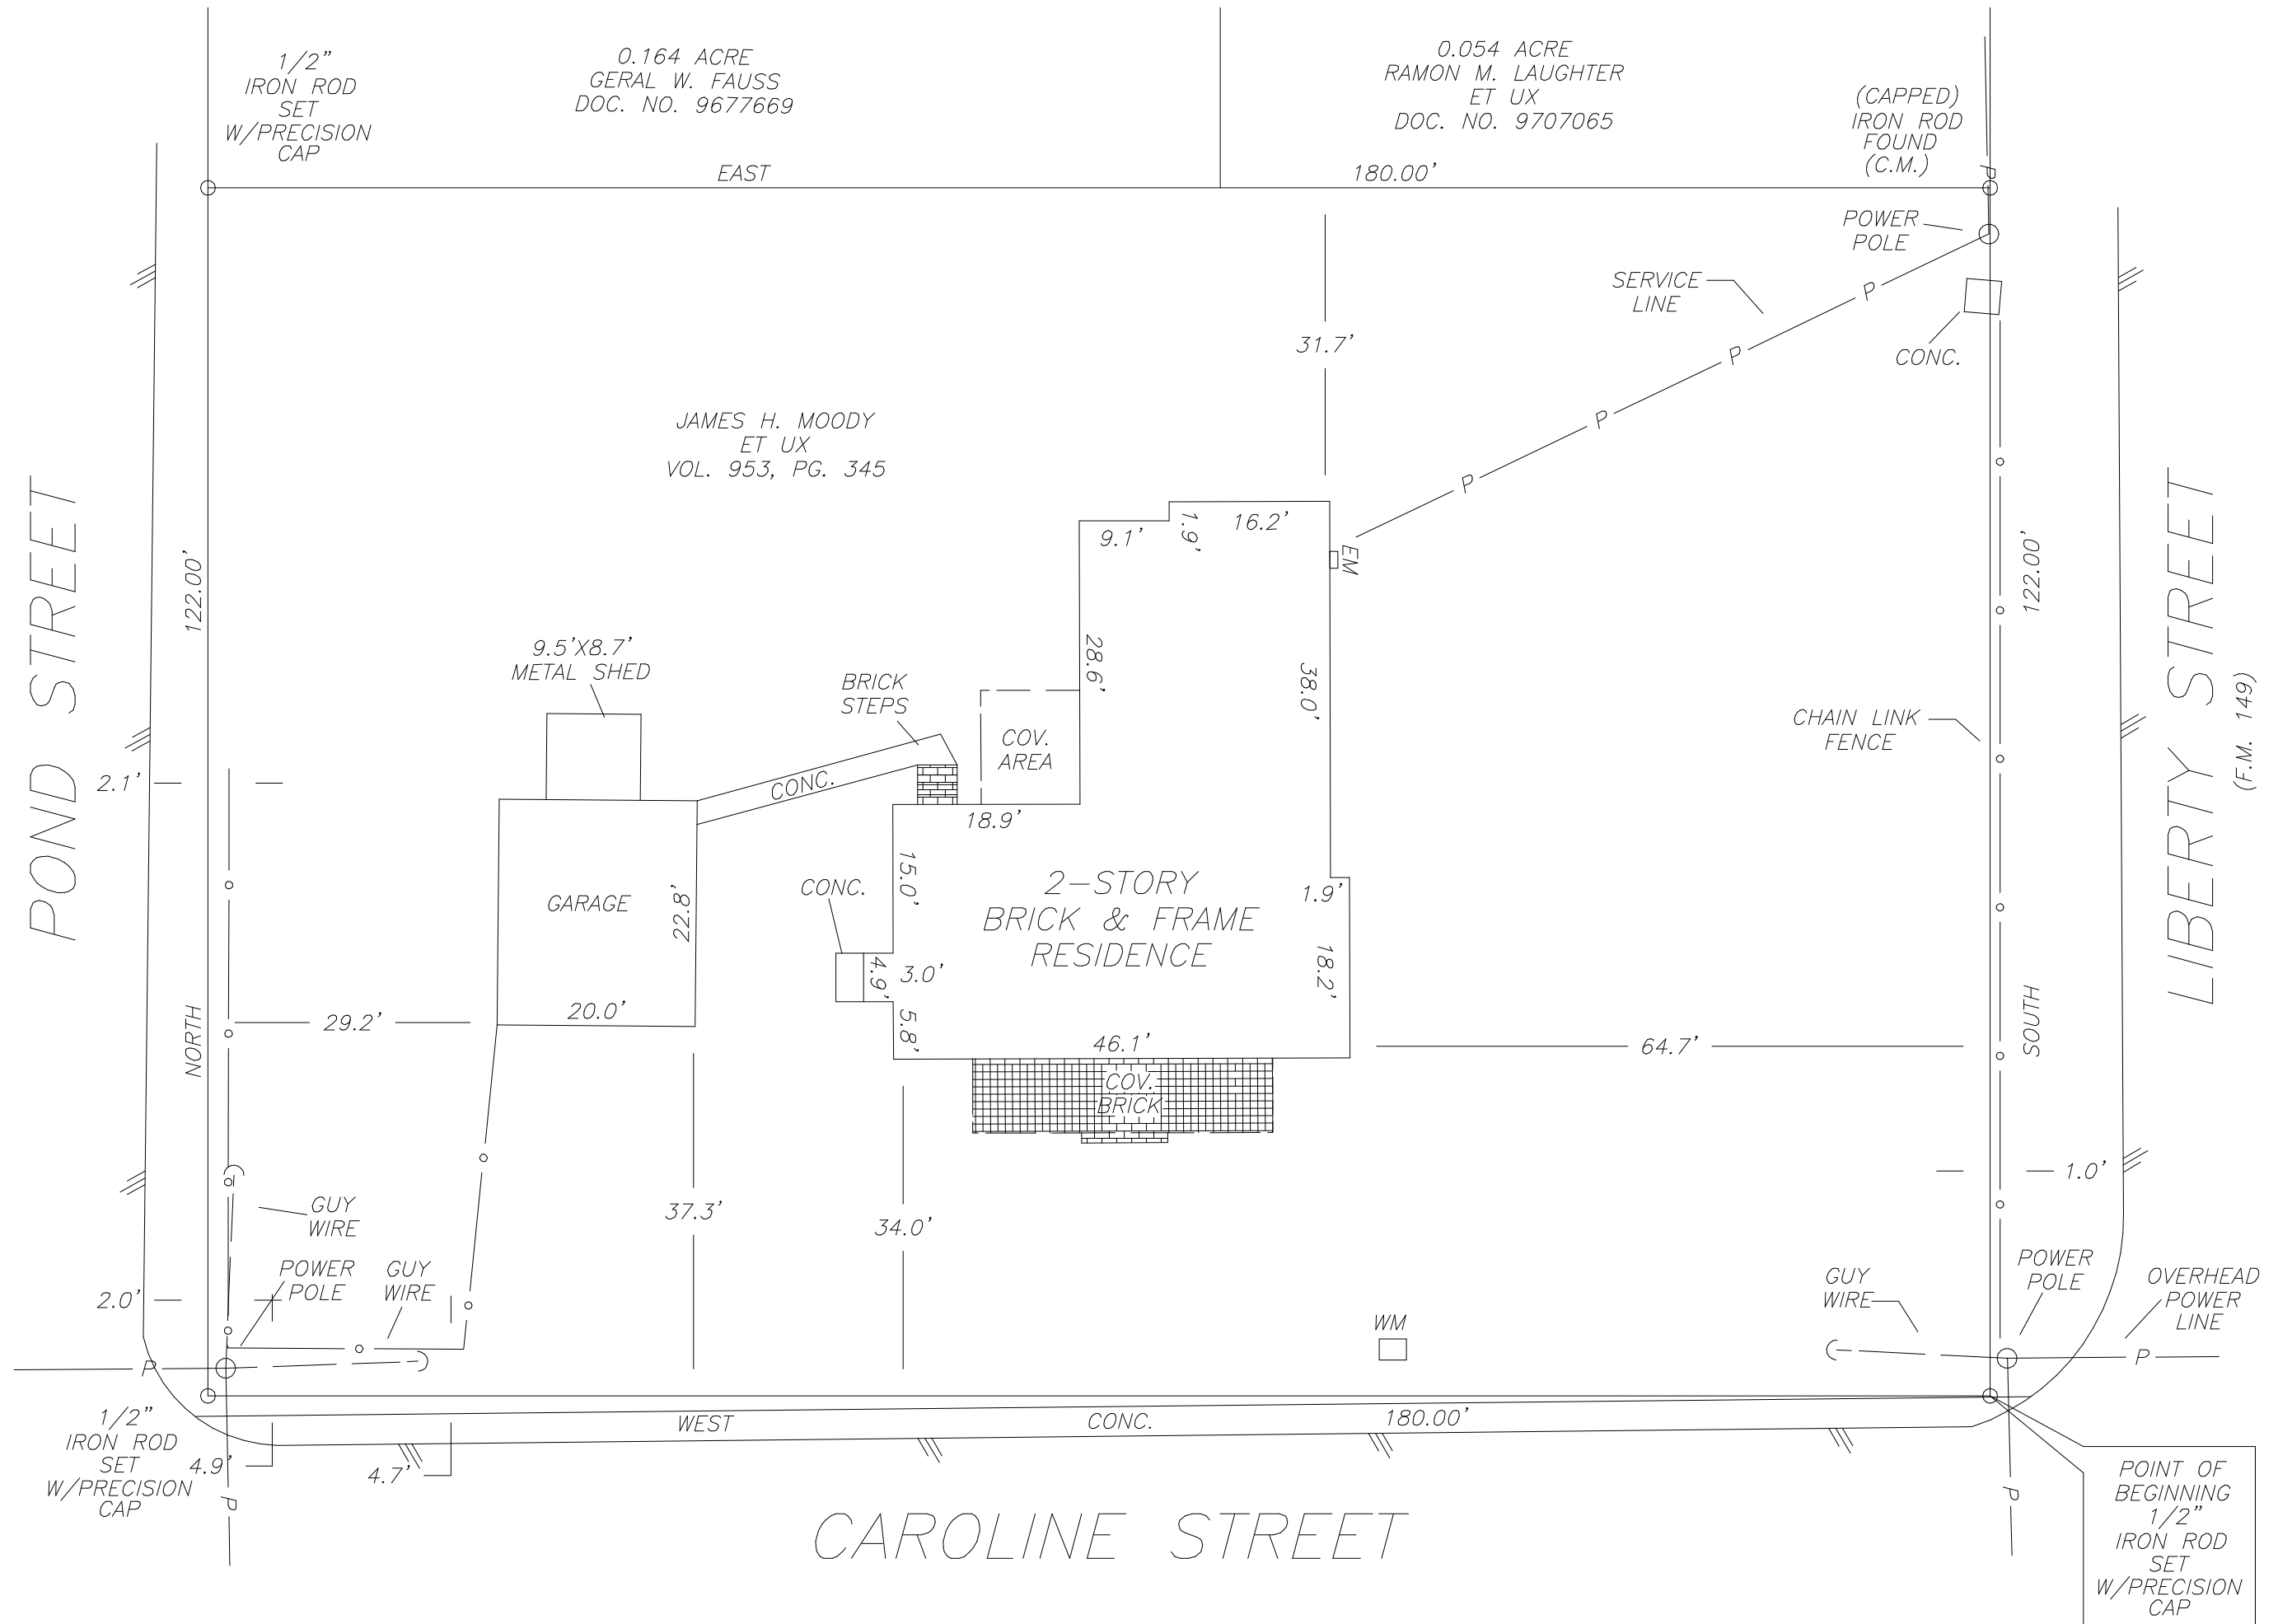 1/2"
IRON ROD
SET
W/PRECISION
CAP
0.164 ACRE
GERAL W. FAUSS
DOC. NO. 9677669
0.054 ACRE
RAMON M. LAUGHTER
ET UX
DOC. NO. 9707065
(CAPPED)
IRON ROD
FOUND
(C.M.)
P
EAST
180.00'
POWER
POLE
SERVICE
LINE
P
P
P
P
CONC.
31.7'
JAMES H. MOODY
ET UX
VOL. 953, PG. 345
POND STREET
122.00'
NORTH
9.1'
1.9'
16.2'
EM
28.6'
38.0'
122.00'
SOUTH
LIBERTY STREET
(F.M. 149)
9.5'X8.7'
METAL SHED
BRICK
STEPS
COV.
AREA
CHAIN LINK
FENCE
2.1'
CONC.
18.9'
15.0'
GARAGE
22.8'
20.0'
29.2'
CONC.
4.9'
3.0'
5.8'
2-STORY
BRICK & FRAME
RESIDENCE
1.9'
18.2'
46.1'
64.7'
COV.
BRICK
1.0'
37.3'
34.0'
GUY
WIRE
POWER
POLE
GUY
WIRE
2.0'
WM
GUY
WIRE
POWER
POLE
OVERHEAD
POWER
LINE
P
P
WEST
CONC.
180.00'
1/2"
IRON ROD
SET
W/PRECISION
CAP
4.9'
4.7'
P
P
CAROLINE STREET
POINT OF
BEGINNING
1/2"
IRON ROD
SET
W/PRECISION
CAP